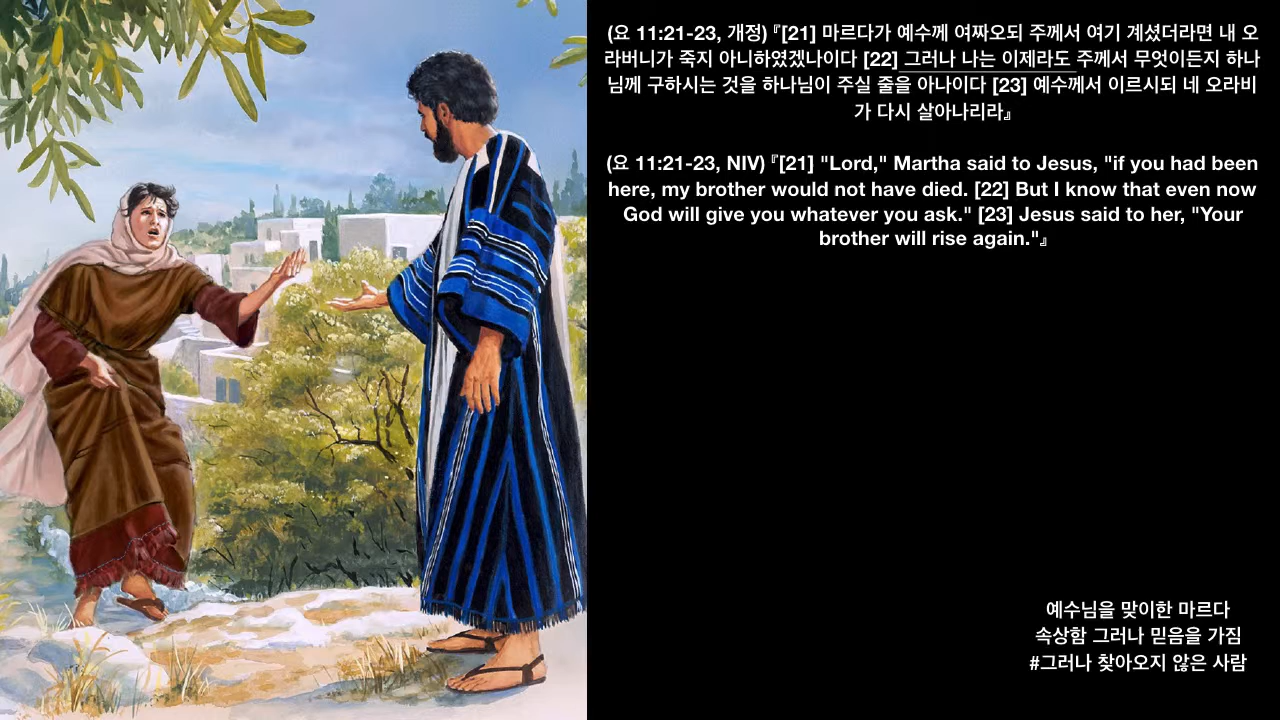 (요 11:21-23, 개정) 『[21] 마르다가 예수께 여짜오되 주께서 여기 계셨더라면 내 오
라버니가 죽지 아니하였겠나이다 [22] 그러나 나는 이제라도 주께서 무엇이든지 하나
님께 구하시는 것을 하나님이 주실 줄을 아나이다 [23] 예수께서 이르시되 네 오라비
가 다시 살아나리라』
(요 11:21-23, NIV) 『[21] "Lord," Martha said to Jesus, "if you had been
here, my brother would not have died. [22] But I know that even now
God will give you whatever you ask." [23] Jesus said to her, "Your
brother will rise again."』
예수님을 맞이한 마르다
속상함 그러나 믿음을 가짐
#그러나 찾아오지 않은 사람